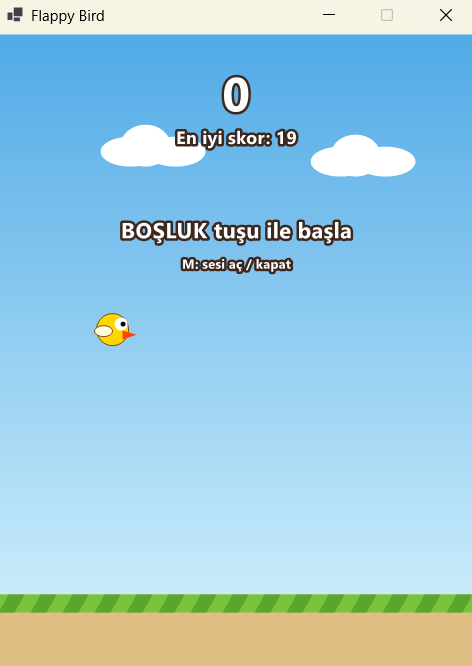 Flappy Bird
0
En iyi skor: 19
BOŞLUK tuşu ile başla
M: sesi aç / kapat